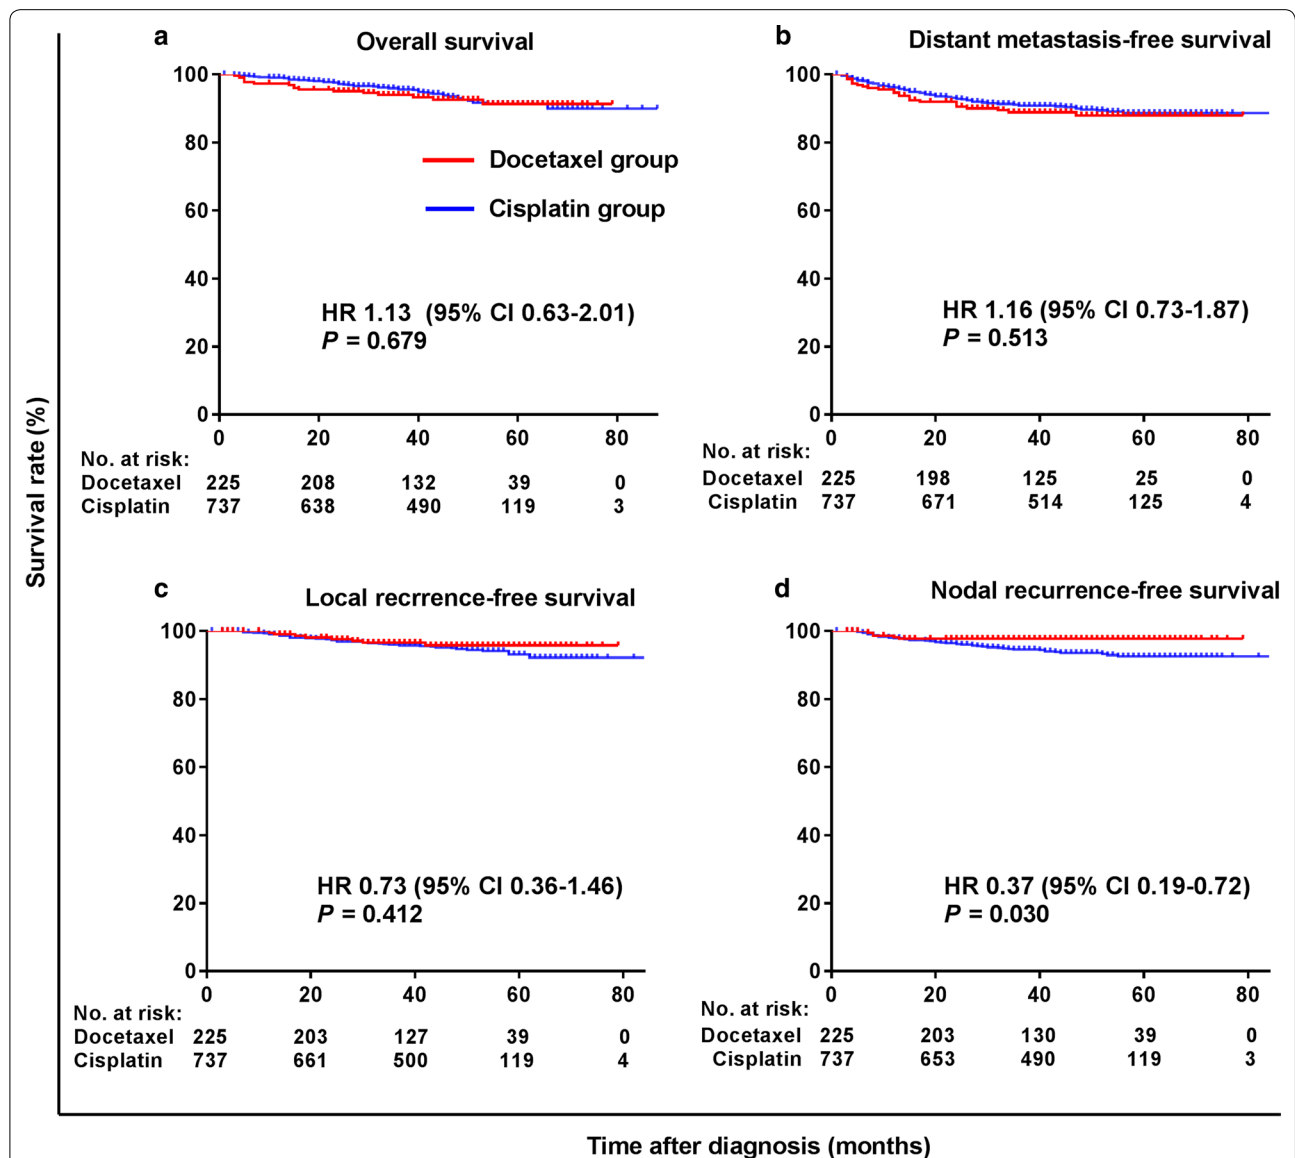 a
Overall survival
100
80
60
40
20
0
Docetaxel group
Cisplatin group
HR 1.13 (95% CI 0.63-2.01)
P = 0.679
0 20 40 60 80
No. at risk:
Docetaxel 225 208 132 39 0
Cisplatin 737 638 490 119 3
b
Distant metastasis-free survival
100
80
60
40
20
0
HR 1.16 (95% CI 0.73-1.87)
P = 0.513
0 20 40 60 80
No. at risk:
Docetaxel 225 198 125 25 0
Cisplatin 737 671 514 125 4
c
Local recrrence-free survival
100
80
60
40
20
0
HR 0.73 (95% CI 0.36-1.46)
P = 0.412
0 20 40 60 80
No. at risk:
Docetaxel 225 203 127 39 0
Cisplatin 737 661 500 119 4
d
Nodal recurrence-free survival
100
80
60
40
20
0
HR 0.37 (95% CI 0.19-0.72)
P = 0.030
0 20 40 60 80
No. at risk:
Docetaxel 225 203 130 39 0
Cisplatin 737 653 490 119 3
Survival rate (%)
Time after diagnosis (months)